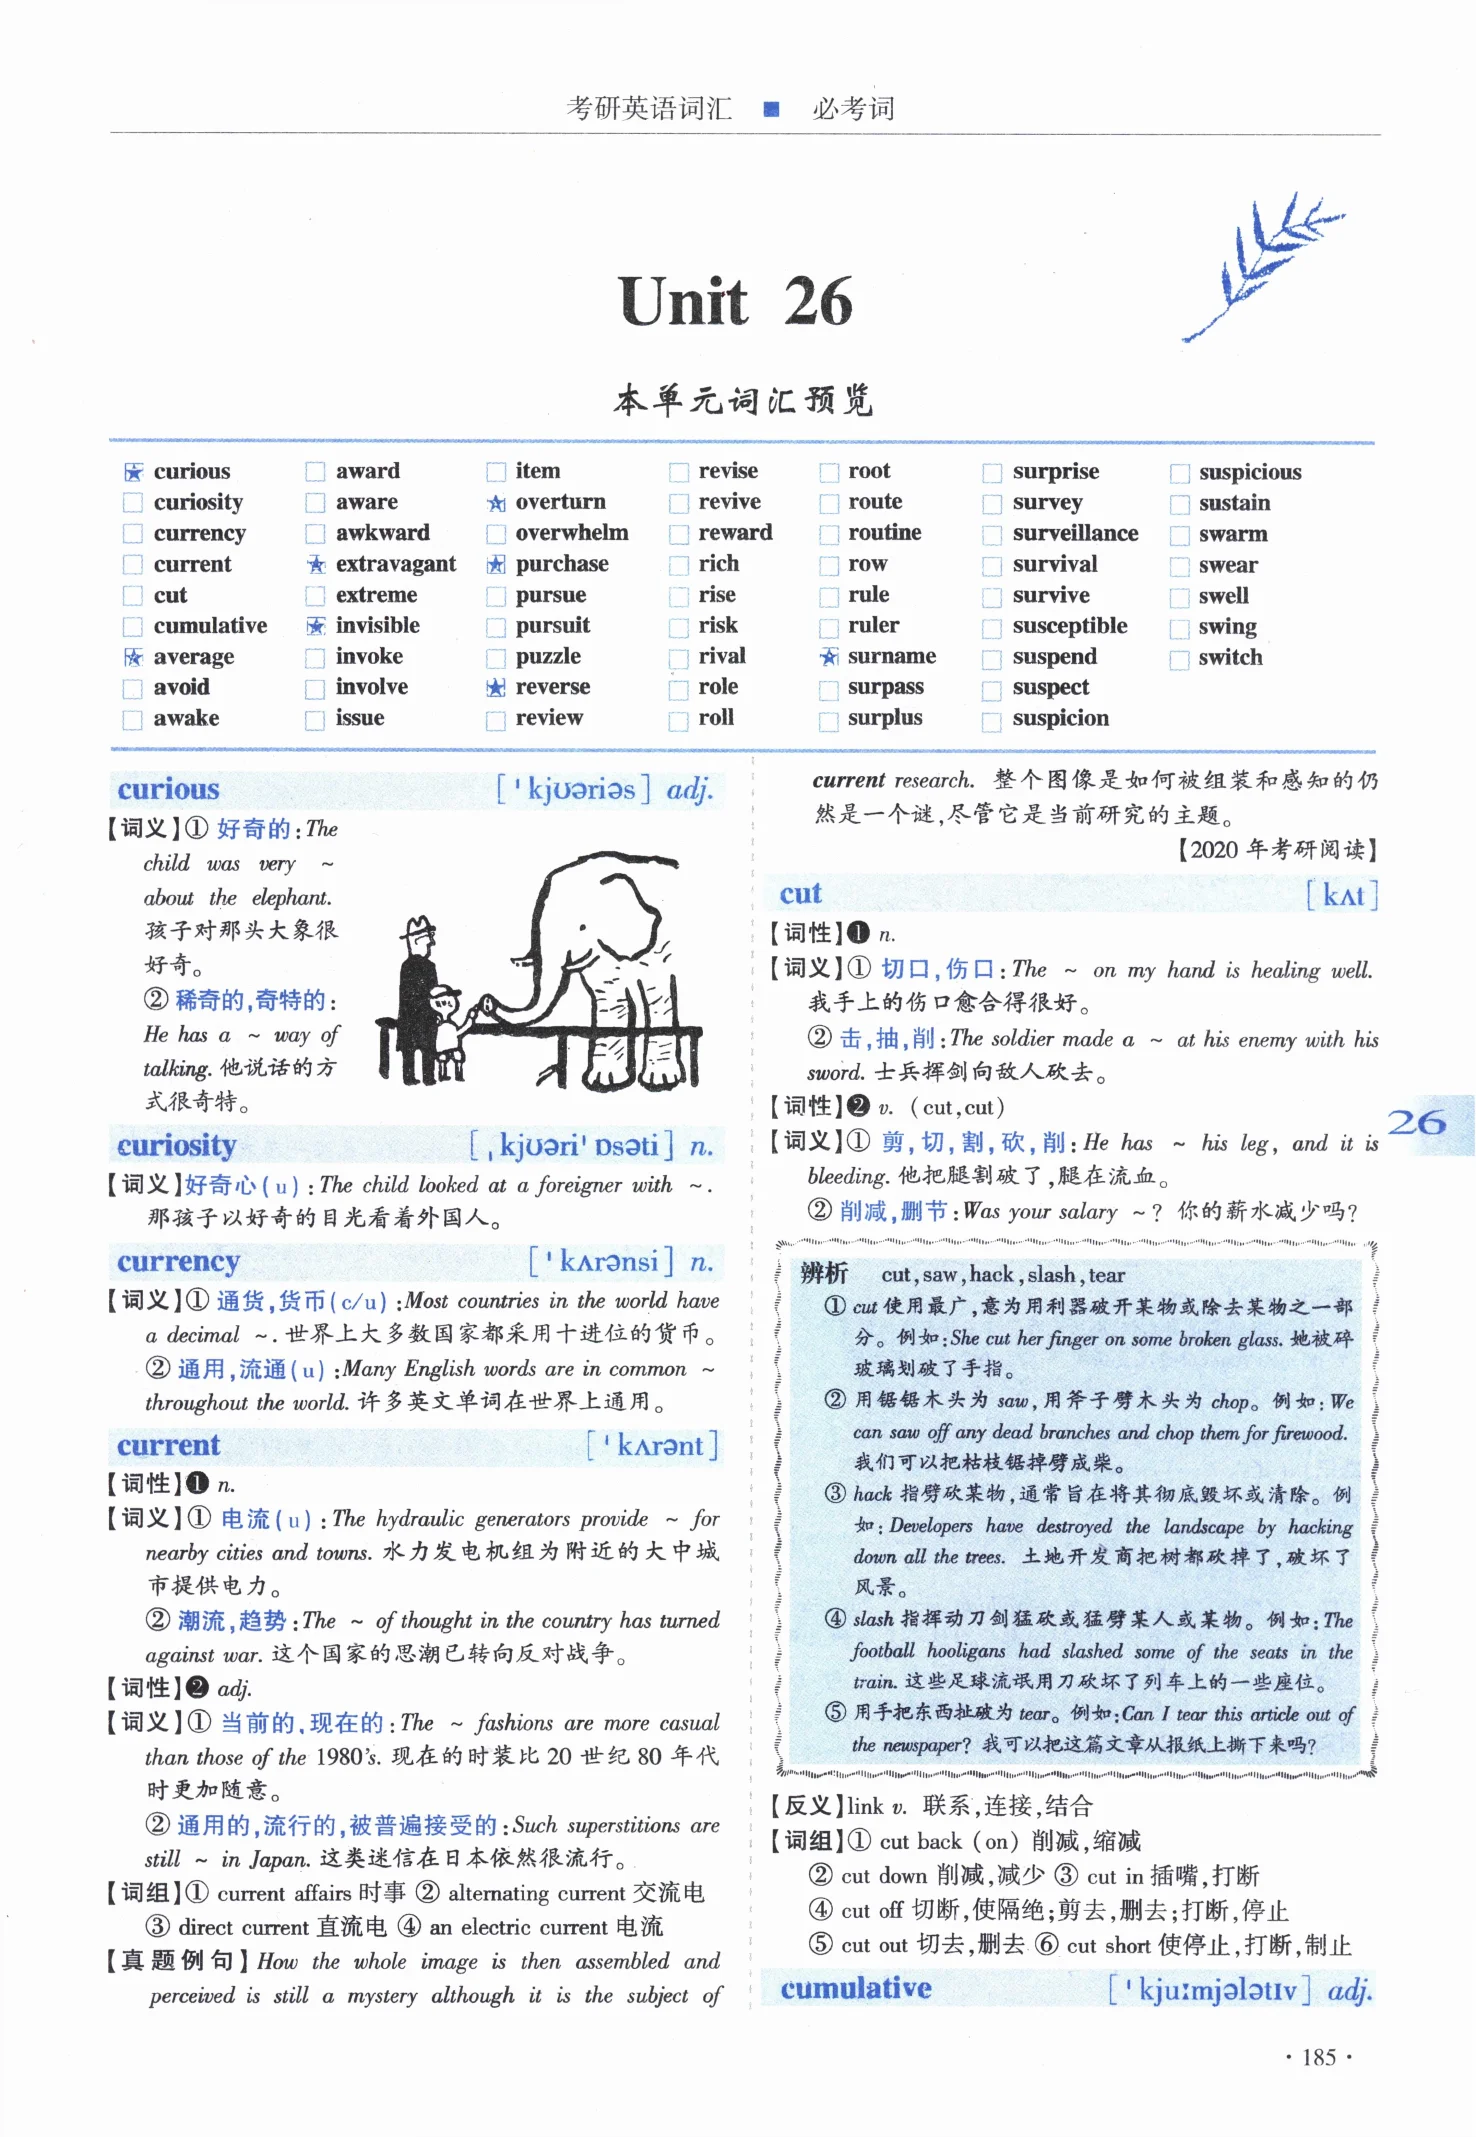 考研英语词汇 ■ 必考词
Unit 26
本单元词汇预览
curious award item revise root surprise suspicious
curiosity aware overturn revive route survey sustain
currency awkward overwhelm reward routine surveillance swarm
current extravagant purchase rich row survival swear
cut extreme pursue rise rule survive swell
cumulative invisible pursuit risk ruler susceptible swing
average invoke puzzle rival surname suspend switch
avoid involve reverse role surpass suspect
awake issue review roll surplus suspicion
curious [ˈkjʊəriəs] adj.
【词义】① 好奇的:The
child was very ~
about the elephant.
孩子对那头大象很
好奇。
② 稀奇的,奇特的:
He has a ~ way of
talking. 他说话的方
式很奇特。
curiosity [ˌkjʊəriˈɒsəti] n.
【词义】好奇心(u):The child looked at a foreigner with ~.
那孩子以好奇的目光看着外国人。
currency [ˈkʌrənsi] n.
【词义】① 通货,货币(c/u):Most countries in the world have
a decimal ~. 世界上大多数国家都采用十进位的货币。
② 通用,流通(u):Many English words are in common ~
throughout the world. 许多英文单词在世界上通用。
current [ˈkʌrənt]
【词性】❶ n.
【词义】① 电流(u):The hydraulic generators provide ~ for
nearby cities and towns. 水力发电机组为附近的大中城
市提供电力。
② 潮流,趋势:The ~ of thought in the country has turned
against war. 这个国家的思潮已转向反对战争。
【词性】❷ adj.
【词义】① 当前的,现在的:The ~ fashions are more casual
than those of the 1980's. 现在的时装比 20 世纪 80 年代
时更加随意。
② 通用的,流行的,被普遍接受的:Such superstitions are
still ~ in Japan. 这类迷信在日本依然很流行。
【词组】① current affairs 时事 ② alternating current 交流电
③ direct current 直流电 ④ an electric current 电流
【真题例句】How the whole image is then assembled and
perceived is still a mystery although it is the subject of
current research. 整个图像是如何被组装和感知的仍
然是一个谜,尽管它是当前研究的主题。
【2020 年考研阅读】
cut [kʌt]
【词性】❶ n.
【词义】① 切口,伤口:The ~ on my hand is healing well.
我手上的伤口愈合得很好。
② 击,抽,削:The soldier made a ~ at his enemy with his
sword. 士兵挥剑向敌人砍去。
【词性】❷ v. (cut,cut)
【词义】① 剪,切,割,砍,削:He has ~ his leg, and it is
bleeding. 他把腿割破了,腿在流血。
② 削减,删节:Was your salary ~? 你的薪水减少吗?
辨析 cut,saw,hack,slash,tear
① cut 使用最广,意为用利器破开某物或除去某物之一部
分。例如:She cut her finger on some broken glass. 她被碎
玻璃划破了手指。
② 用锯锯木头为 saw,用斧子劈木头为 chop。例如:We
can saw off any dead branches and chop them for firewood.
我们可以把枯枝锯掉劈成柴。
③ hack 指劈砍某物,通常旨在将其彻底毁坏或清除。例
如:Developers have destroyed the landscape by hacking
down all the trees. 土地开发商把树都砍掉了,破坏了
风景。
④ slash 指挥动刀剑猛砍或猛劈某人或某物。例如:The
football hooligans had slashed some of the seats in the
train. 这些足球流氓用刀砍坏了列车上的一些座位。
⑤ 用手把东西扯破为 tear。例如:Can I tear this article out of
the newspaper? 我可以把这篇文章从报纸上撕下来吗?
【反义】link v. 联系,连接,结合
【词组】① cut back (on) 削减,缩减
② cut down 削减,减少 ③ cut in 插嘴,打断
④ cut off 切断,使隔绝;剪去,删去;打断,停止
⑤ cut out 切去,删去 ⑥ cut short 使停止,打断,制止
cumulative [ˈkjuːmjələtɪv] adj.
26
· 185 ·